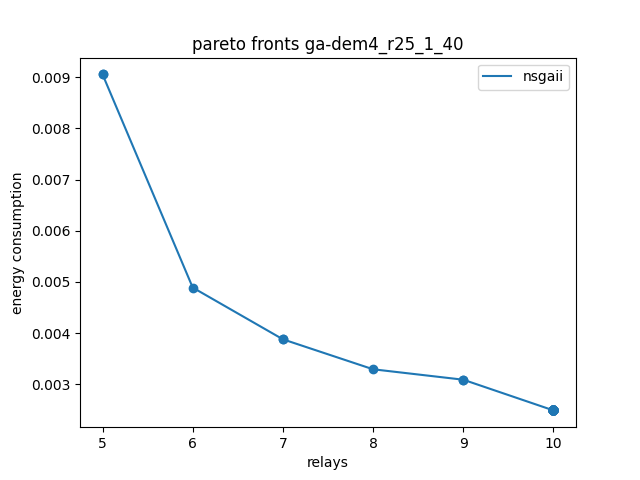 pareto fronts ga-dem4_r25_1_40
nsgaii
energy consumption
0.009
0.008
0.007
0.006
0.005
0.004
0.003
5 6 7 8 9 10
relays